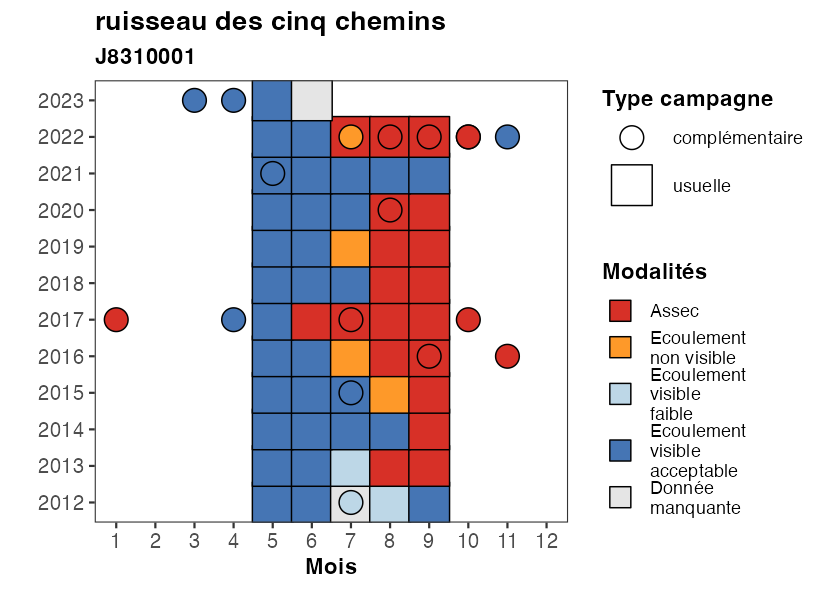 ruisseau des cinq chemins
J8310001
2023
2022
2021
2020
2019
2018
2017
2016
2015
2014
2013
2012
1 2 3 4 5 6 7 8 9 10 11 12
Mois
Type campagne
complémentaire
usuelle
Modalités
Assec
Ecoulement
non visible
Ecoulement
visible
faible
Ecoulement
visible
acceptable
Donnée
manquante